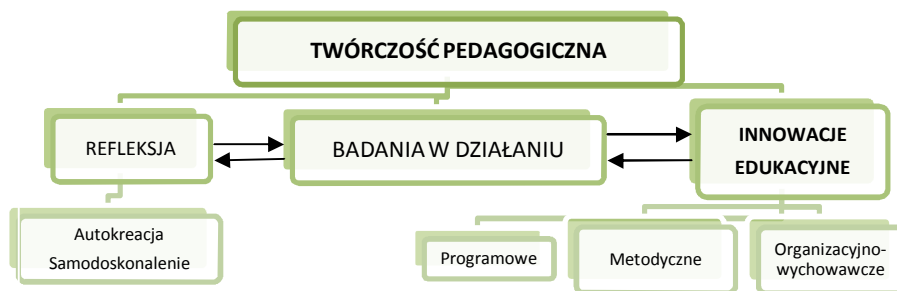 TWÓRCZOŚĆ PEDAGOGICZNA
REFLEKSJA
BADANIA W DZIAŁANIU
INNOWACJE
EDUKACYJNE
Autokreacja
Samodoskonalenie
Programowe
Metodyczne
Organizacyjno-
wychowawcze